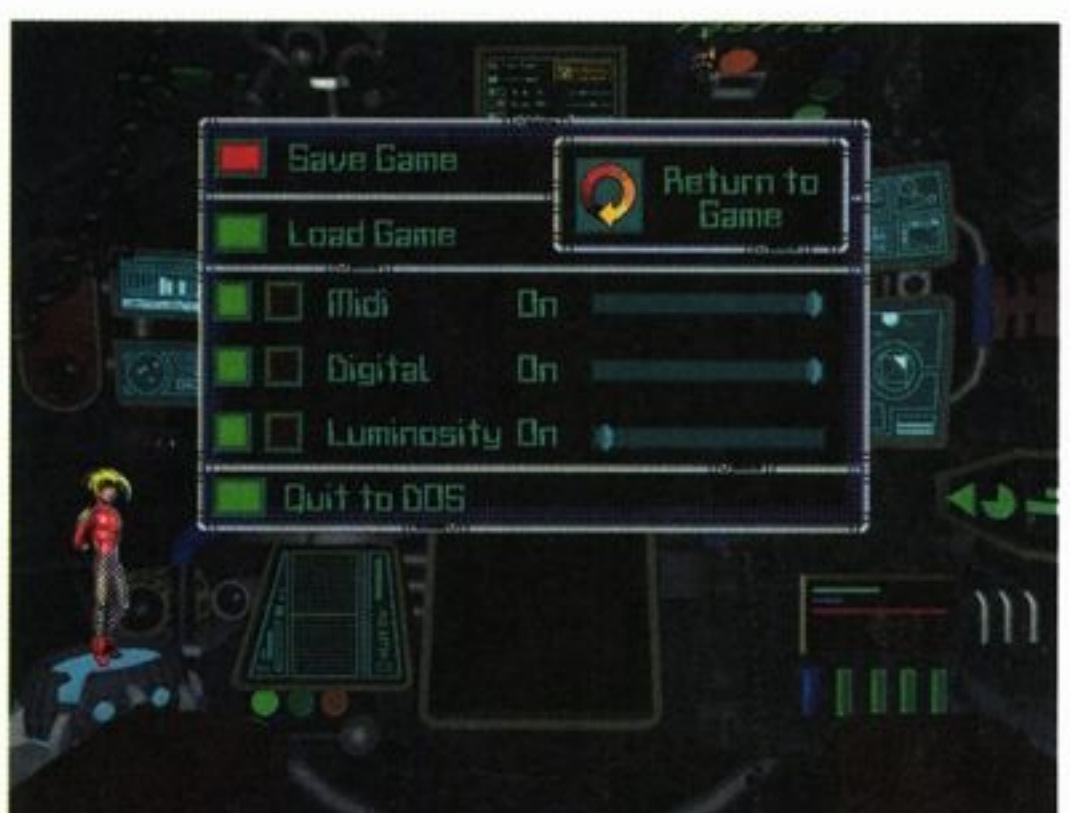 Save Game
Return to
Game
Load Game
Midi On
Digital On
Luminosity On
Quit to DOS